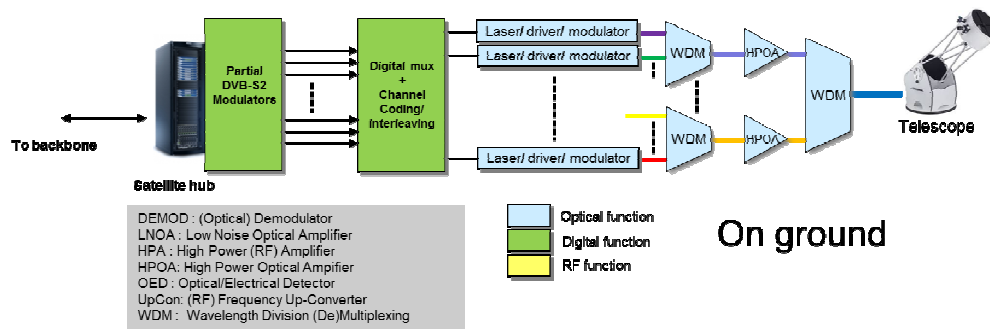 Laser/ driver/ modulator
Laser/ driver/ modulator
Partial
DVB-S2
Modulators
Digital mux
+
Channel
Coding/
Interleaving
WDM
HPOA
WDM
Telescope
To backbone
WDM
HPOA
Laser/ driver/ modulator
Satellite hub
DEMOD : (Optical) Demodulator
LNOA : Low Noise Optical Amplifier
HPA : High Power (RF) Amplifier
HPOA: High Power Optical Ampifier
OED : Optical/Electrical Detector
UpCon: (RF) Frequency Up-Converter
WDM : Wavelength Division (De)Multiplexing
Optical function
Digital function
RF function
On ground